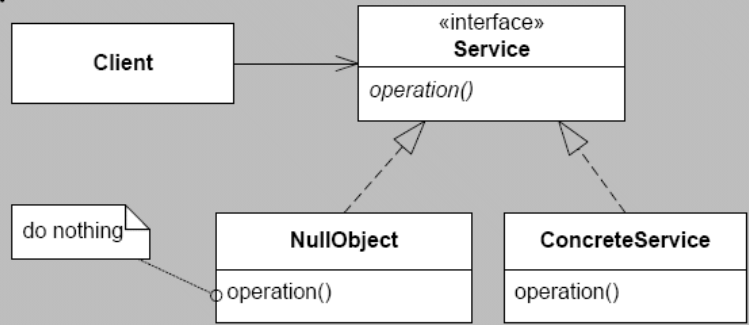 «interface»
Client
Service
operation()
do nothing
NullObject
ConcreteService
operation()
operation()